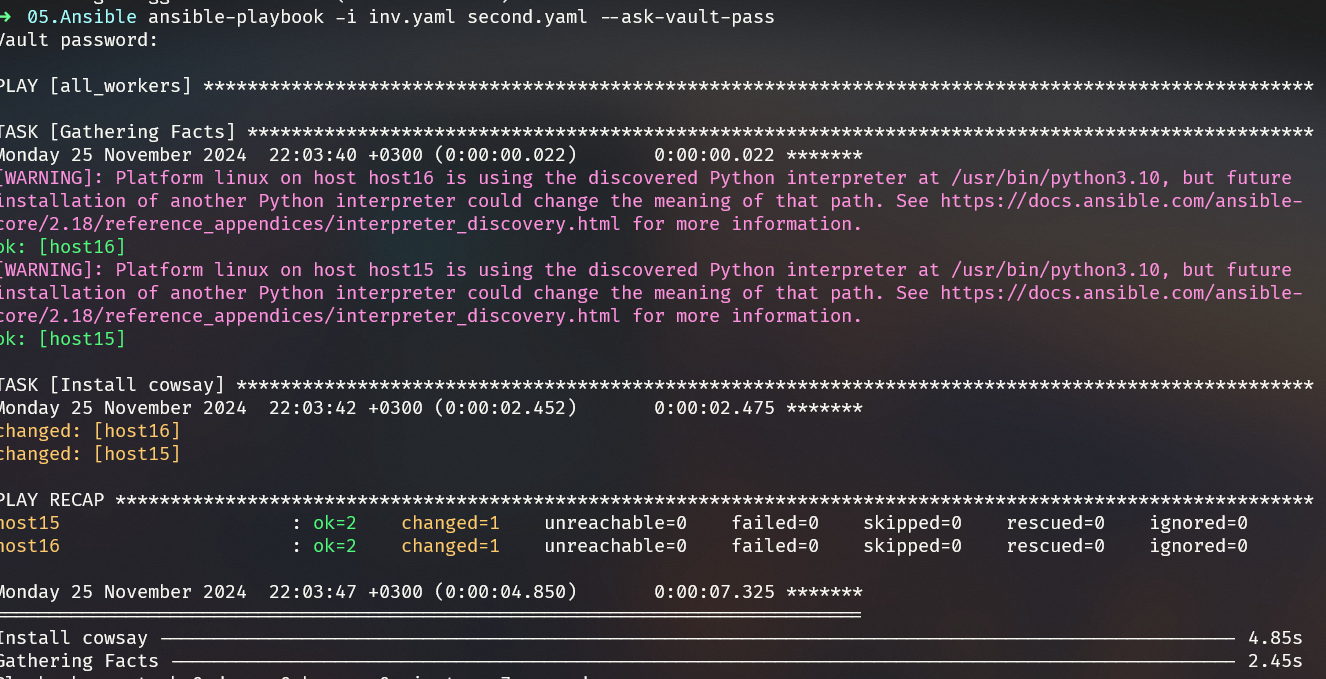 ➜ 05.Ansible ansible-playbook -i inv.yaml second.yaml --ask-vault-pass
Vault password:
PLAY [all_workers] *****************************************************************************************************
TASK [Gathering Facts] *************************************************************************************************
Monday 25 November 2024  22:03:40 +0300 (0:00:00.022)       0:00:00.022 *******
[WARNING]: Platform linux on host host16 is using the discovered Python interpreter at /usr/bin/python3.10, but future
installation of another Python interpreter could change the meaning of that path. See https://docs.ansible.com/ansible-
core/2.18/reference_appendices/interpreter_discovery.html for more information.
ok: [host16]
[WARNING]: Platform linux on host host15 is using the discovered Python interpreter at /usr/bin/python3.10, but future
installation of another Python interpreter could change the meaning of that path. See https://docs.ansible.com/ansible-
core/2.18/reference_appendices/interpreter_discovery.html for more information.
ok: [host15]
TASK [Install cowsay] **************************************************************************************************
Monday 25 November 2024  22:03:42 +0300 (0:00:02.452)       0:00:02.475 *******
changed: [host16]
changed: [host15]
PLAY RECAP *************************************************************************************************************
host15                     : ok=2    changed=1    unreachable=0    failed=0    skipped=0    rescued=0    ignored=0
host16                     : ok=2    changed=1    unreachable=0    failed=0    skipped=0    rescued=0    ignored=0
Monday 25 November 2024  22:03:47 +0300 (0:00:04.850)       0:00:07.325 *******
===============================================================================
Install cowsay -------------------------------------------------------------------------------------------------- 4.85s
Gathering Facts ------------------------------------------------------------------------------------------------- 2.45s